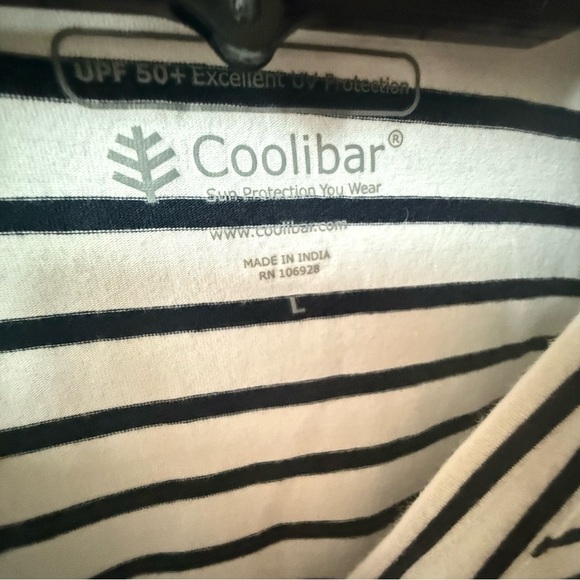 UPF 50+ Excellent UV Protection
Coolibar®
Sun Protection You Wear
www.coolibar.com
MADE IN INDIA
RN 106928
L